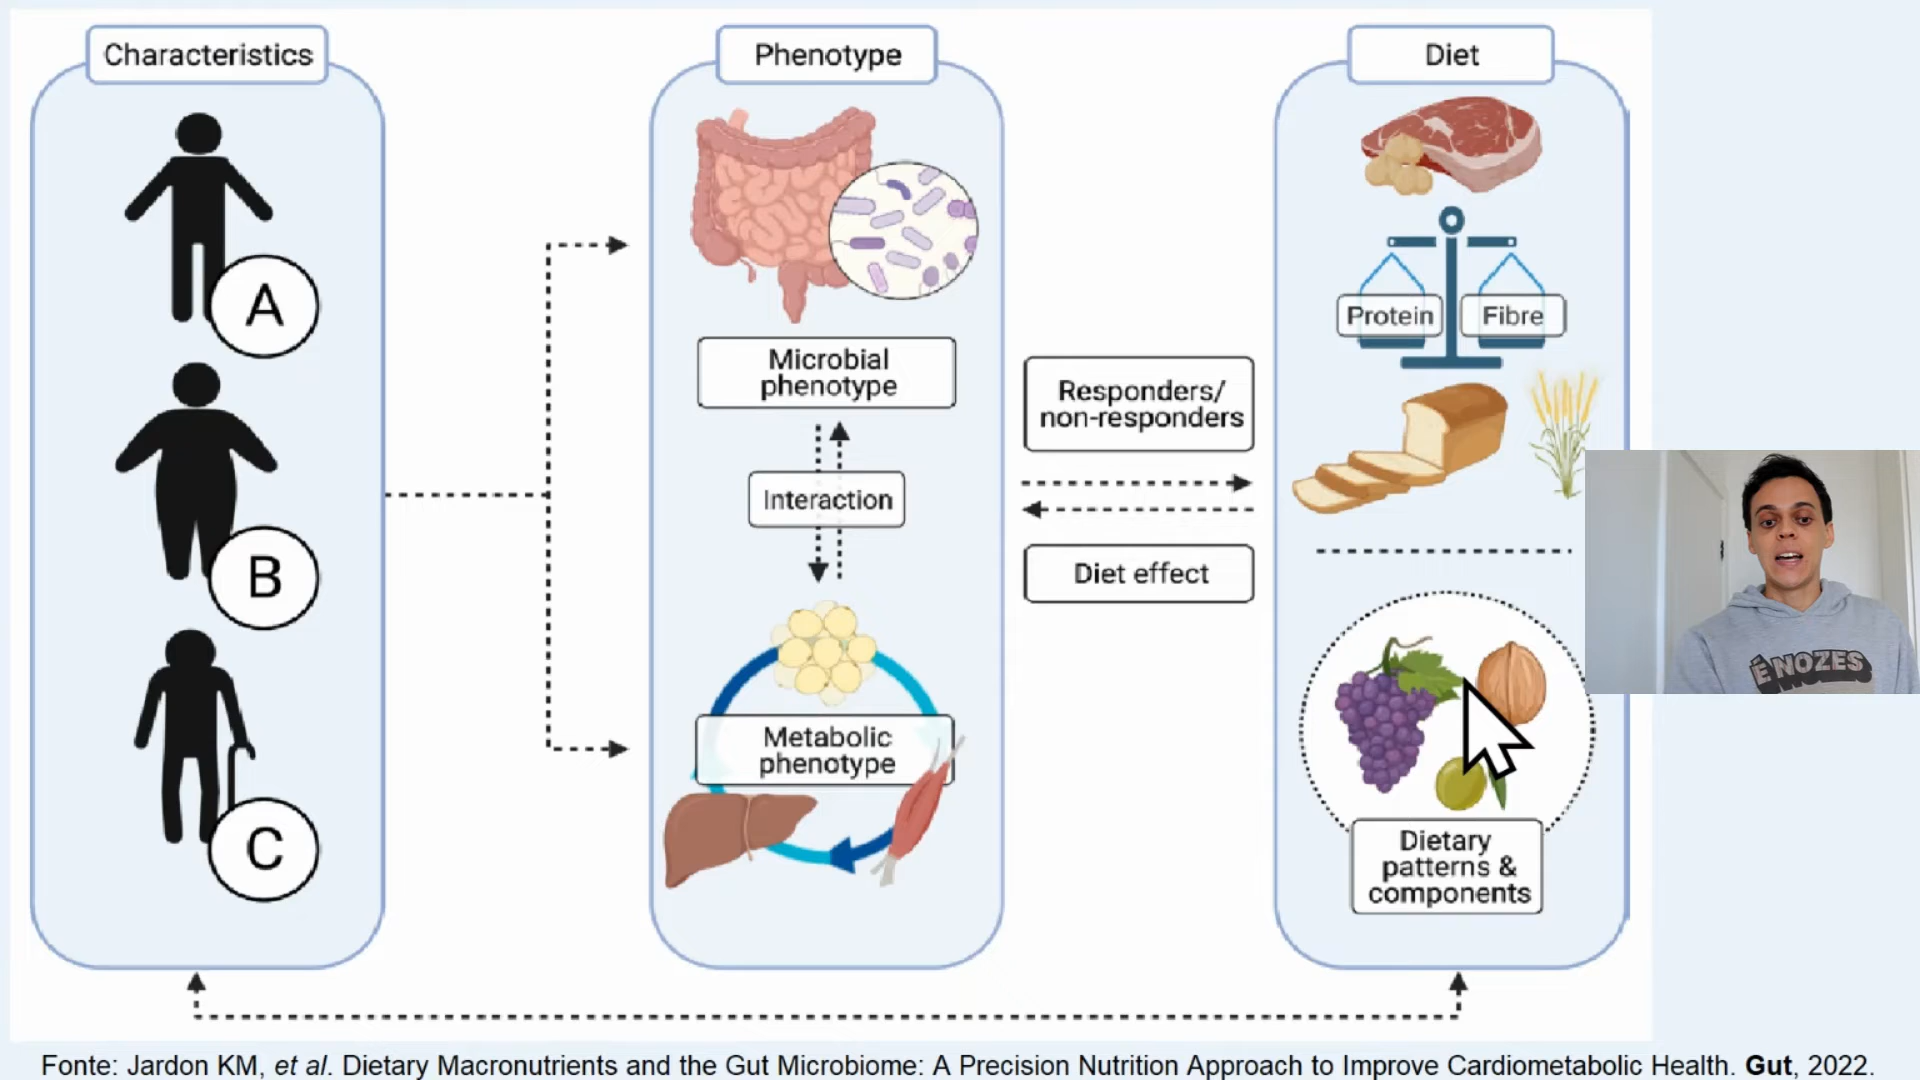 Characteristics
A
B
C
Phenotype
Microbial
phenotype
Interaction
Metabolic
phenotype
Responders/
non-responders
Diet effect
Diet
Protein
Fibre
Dietary
patterns &
components
É NOZES
Fonte: Jardon KM, et al. Dietary Macronutrients and the Gut Microbiome: A Precision Nutrition Approach to Improve Cardiometabolic Health. Gut, 2022.